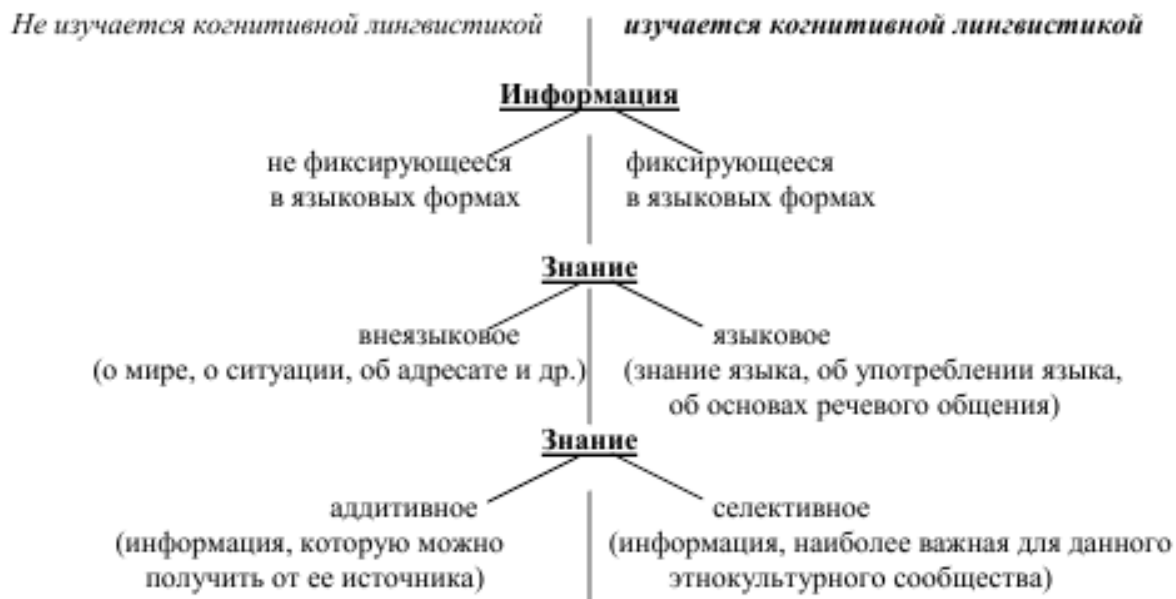 Не изучается когнитивной лингвистикой
изучается когнитивной лингвистикой
Информация
не фиксирующееся
в языковых формах
фиксирующееся
в языковых формах
Знание
внеязыковое
(о мире, о ситуации, об адресате и др.)
языковое
(знание языка, об употреблении языка,
об основах речевого общения)
Знание
аддитивное
(информация, которую можно
получить от ее источника)
селективное
(информация, наиболее важная для данного
этнокультурного сообщества)